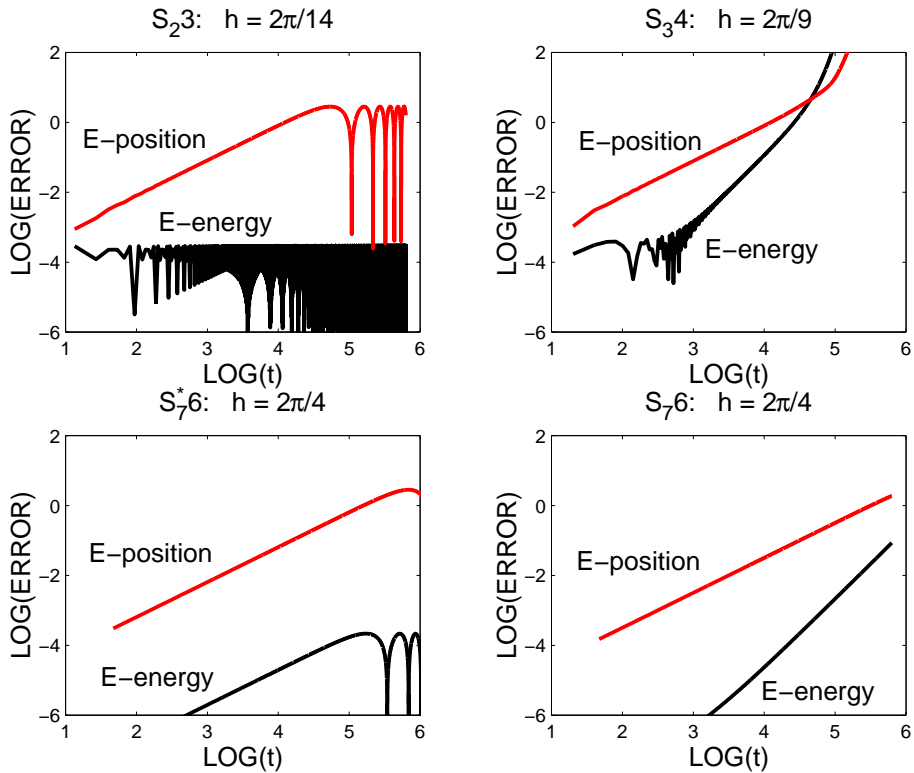 S₂3: h = 2π/14
2
0
−2
−4
−6
LOG(ERROR)
E−position
E−energy
1 2 3 4 5 6
LOG(t)
S₃4: h = 2π/9
2
0
−2
−4
−6
LOG(ERROR)
E−position
E−energy
1 2 3 4 5 6
LOG(t)
S₇*6: h = 2π/4
2
0
−2
−4
−6
LOG(ERROR)
E−position
E−energy
1 2 3 4 5 6
LOG(t)
S₇6: h = 2π/4
2
0
−2
−4
−6
LOG(ERROR)
E−position
E−energy
1 2 3 4 5 6
LOG(t)